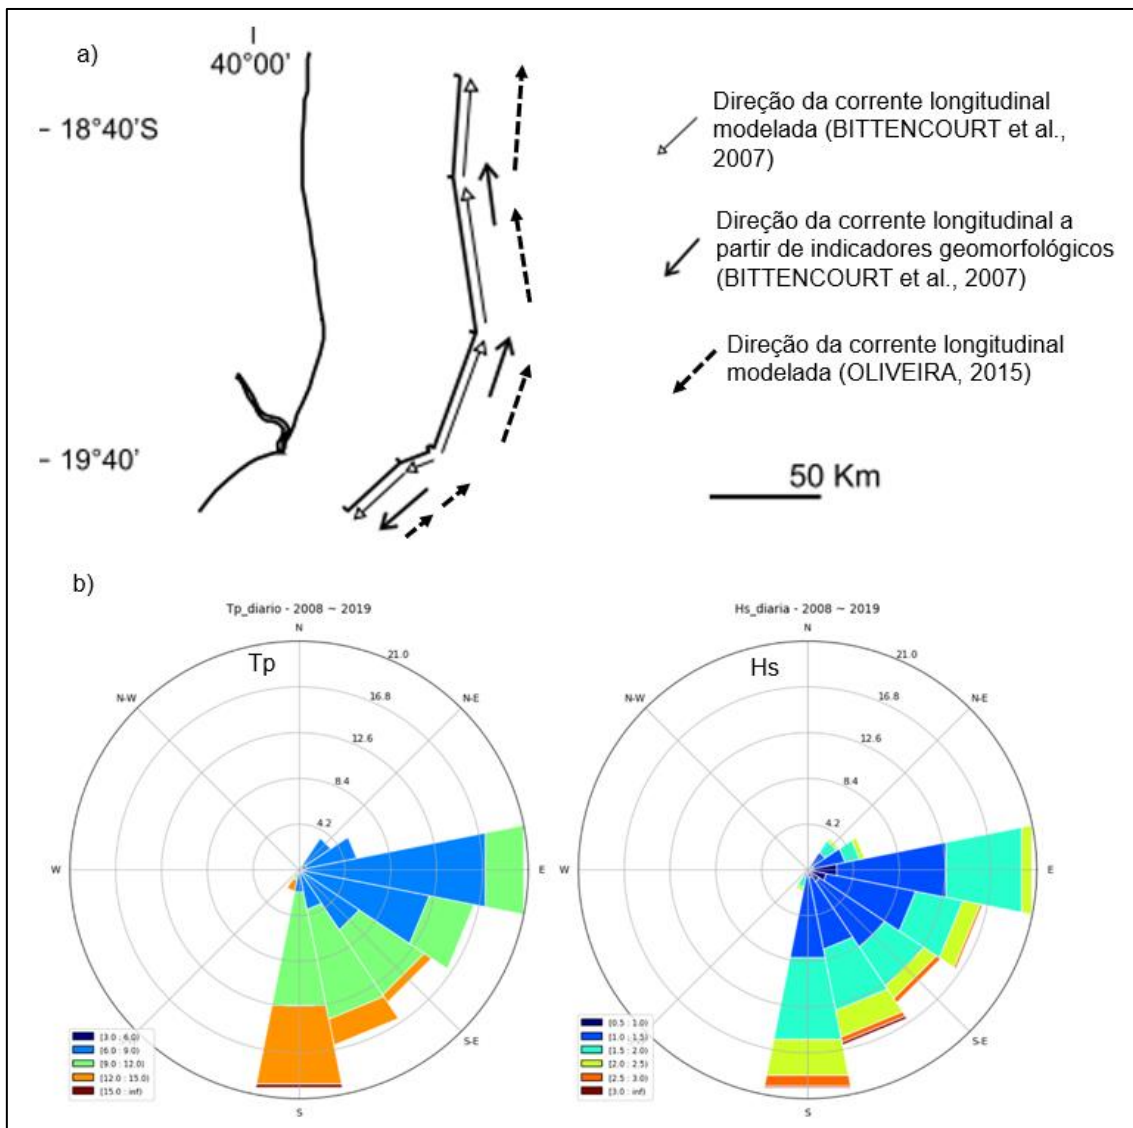 a)
40°00’
- 18°40’S
- 19°40’
Direção da corrente longitudinal
modelada (BITTENCOURT et al.,
2007)
Direção da corrente longitudinal a
partir de indicadores geomorfológicos
(BITTENCOURT et al., 2007)
Direção da corrente longitudinal
modelada (OLIVEIRA, 2015)
50 Km
b)
Tp_diario - 2008 ~ 2019
N
Tp
21.0
N-W
16.8
N-E
12.6
8.4
4.2
W
E
S-E
S
[3.0 : 6.0)
[6.0 : 9.0)
[9.0 : 12.0)
[12.0 : 15.0)
[15.0 : inf)
Hs_diaria - 2008 ~ 2019
N
Hs
21.0
N-W
16.8
N-E
12.6
8.4
4.2
W
E
S-E
S
[0.5 : 1.0)
[1.0 : 1.5)
[1.5 : 2.0)
[2.0 : 2.5)
[2.5 : 3.0)
[3.0 : inf)